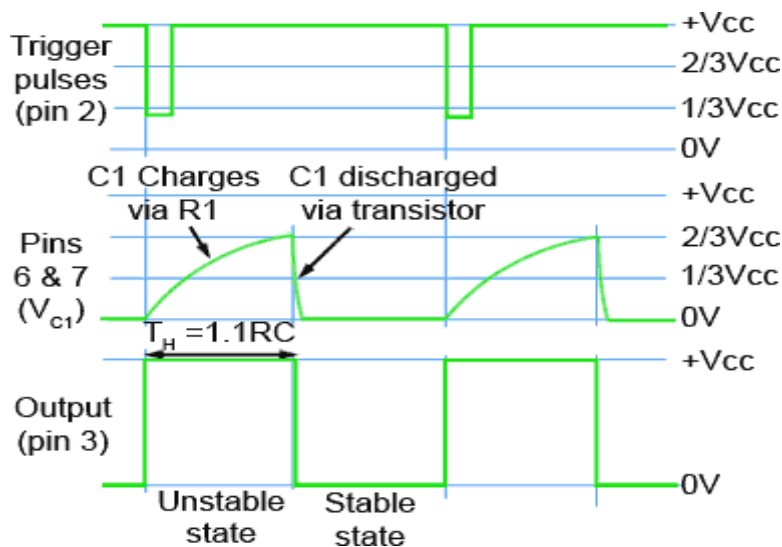 Trigger
pulses
(pin 2)
+Vcc
2/3Vcc
1/3Vcc
0V
C1 Charges
via R1
C1 discharged
via transistor
+Vcc
2/3Vcc
1/3Vcc
0V
Pins
6 & 7
(VC1)
TH =1.1RC
Output
(pin 3)
+Vcc
0V
Unstable
state
Stable
state